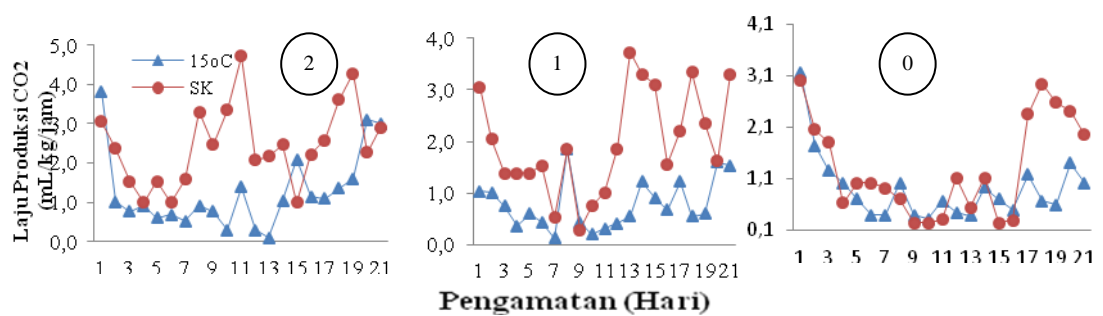 Laju Produksi CO2
(mL/kg/jam)
5,0
4,0
3,0
2,0
1,0
0,0
15oC
SK
2
1 3 5 7 9 11 13 15 17 19 21
4,0
3,0
2,0
1,0
0,0
1
1 3 5 7 9 11 13 15 17 19 21
4,1
3,1
2,1
1,1
0,1
0
1 3 5 7 9 11 13 15 17 19 21
Pengamatan (Hari)